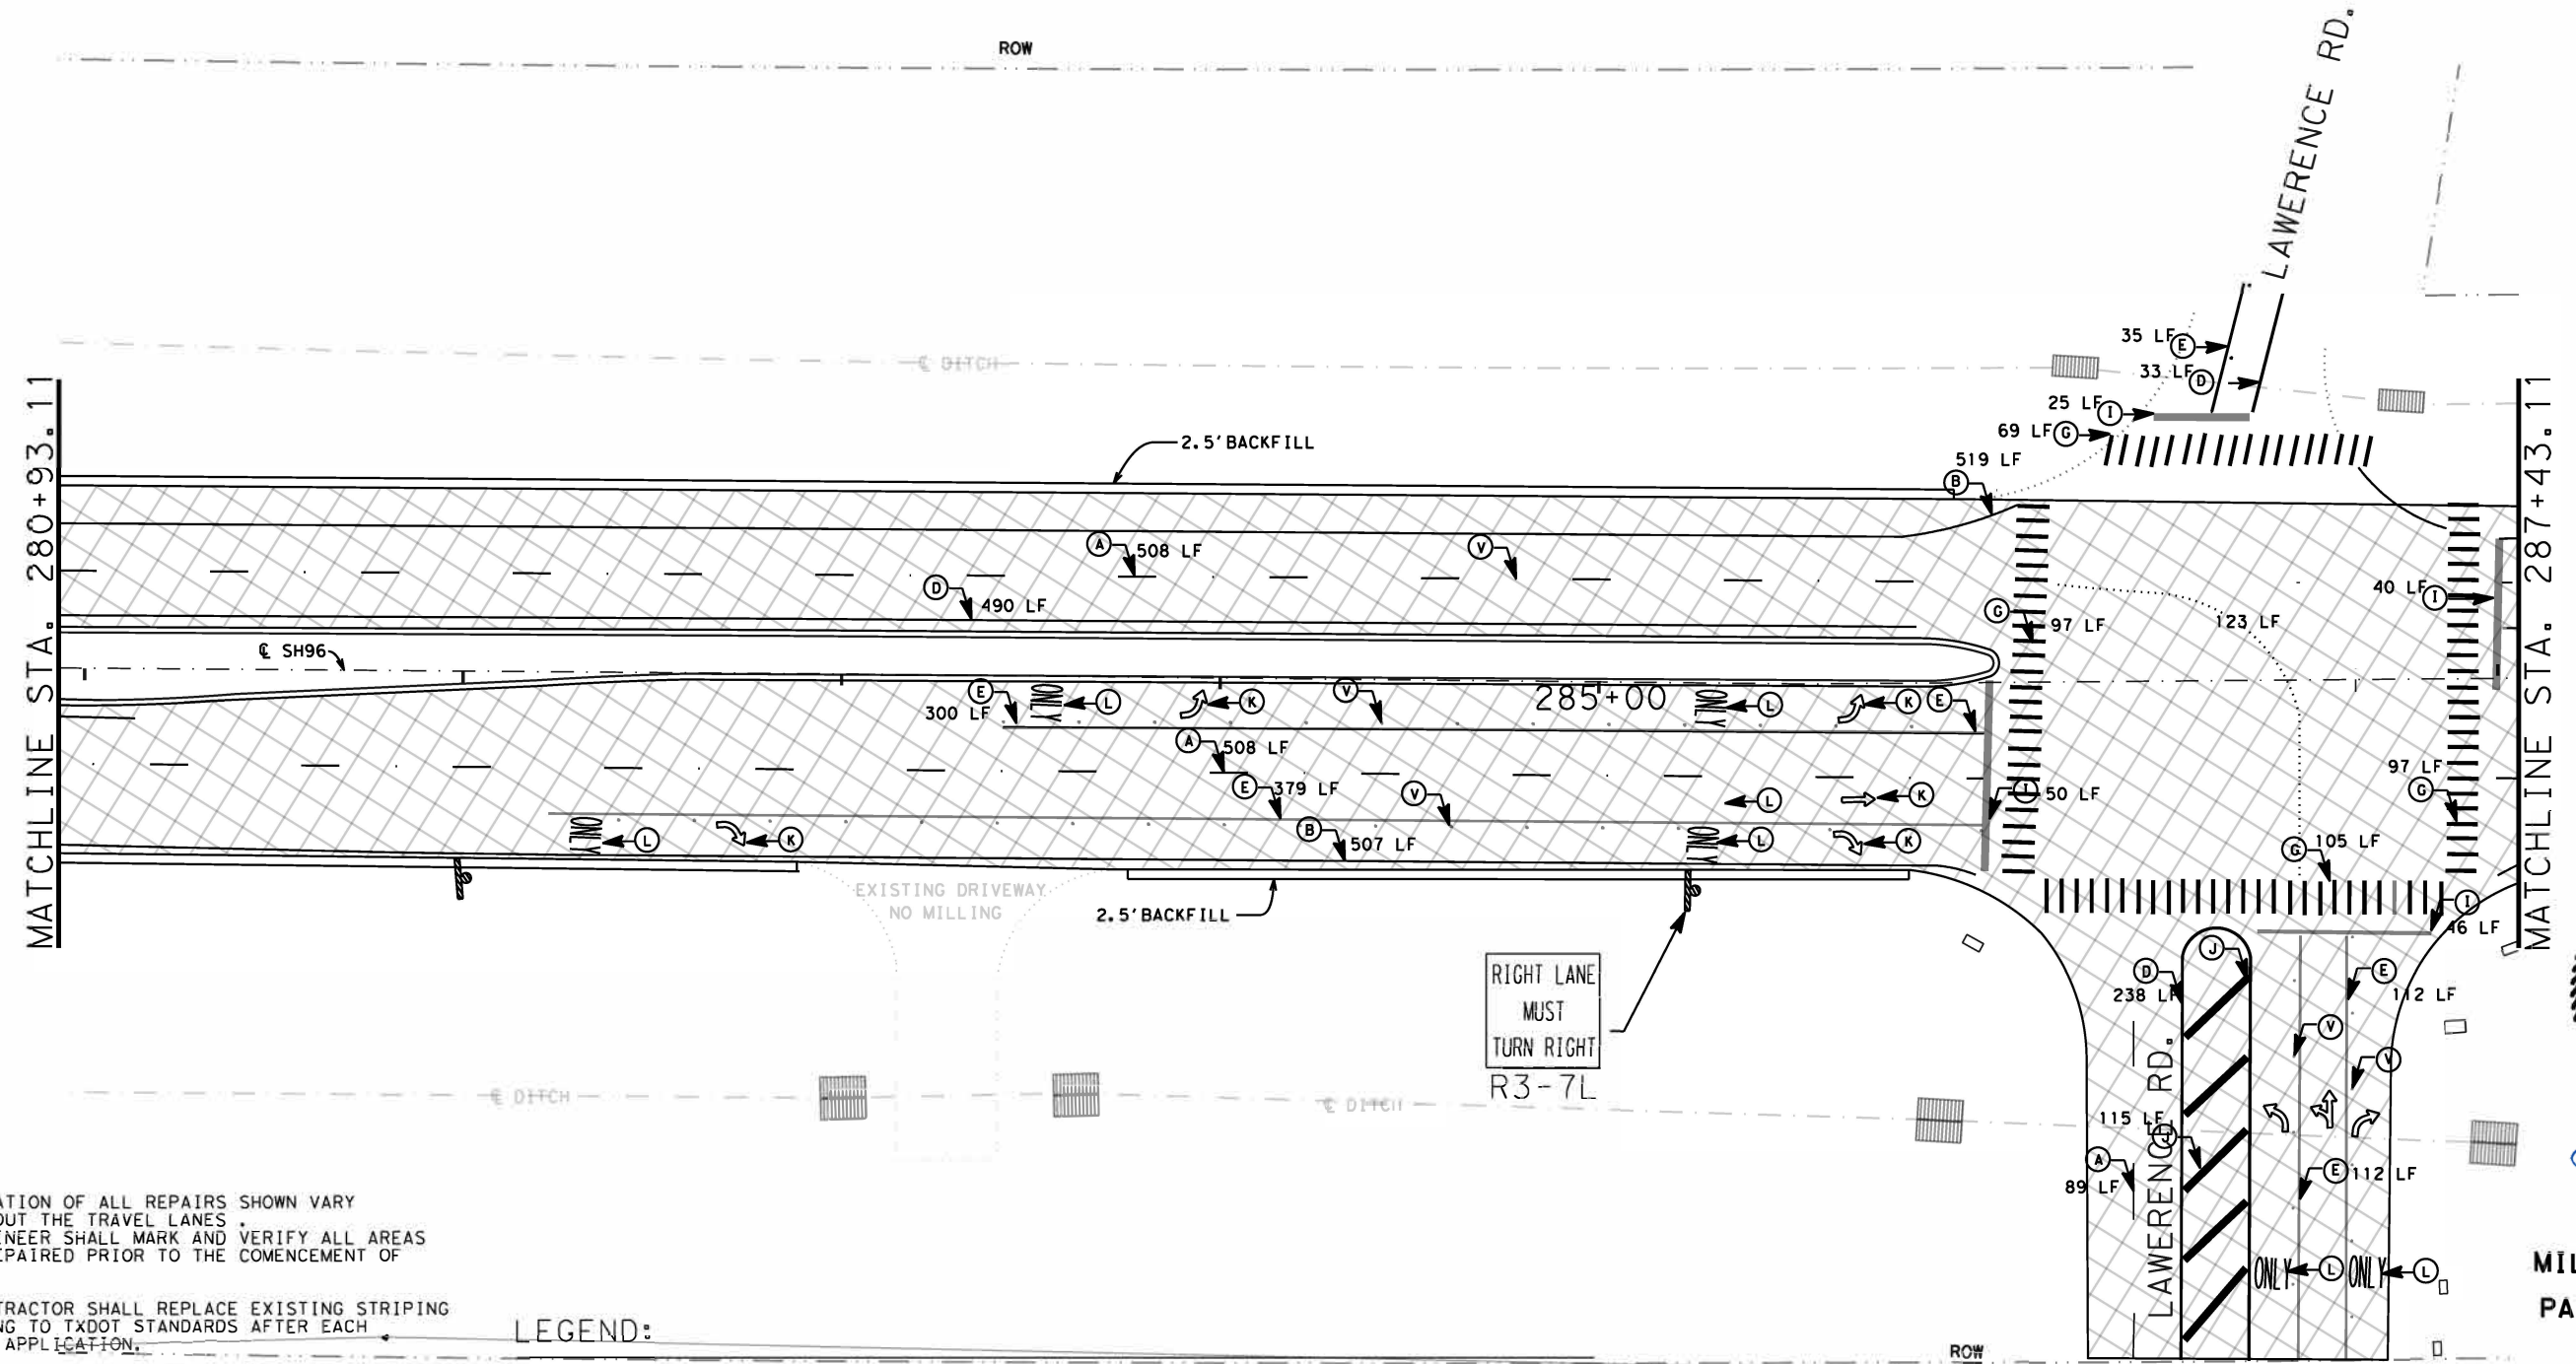 ROW
LAWERENCE RD.
35 LF E
33 LF D
℄ DITCH
25 LF I
69 LF G
2.5' BACKFILL
519 LF
B
MATCHLINE STA. 280+93.11
MATCHLINE STA. 287+43.11
A 508 LF
V
D 490 LF
40 LF I
G 97 LF
123 LF
℄ SH96
E
300 LF
ONLY
L
K
V
285+00
ONLY
L
K
E
A 508 LF
E 379 LF
V
L
K
I 50 LF
97 LF
G
ONLY
L
K
B 507 LF
ONLY
L
K
G 105 LF
EXISTING DRIVEWAY
NO MILLING
2.5' BACKFILL
I
46 LF
RIGHT LANE
MUST
TURN RIGHT
R3-7L
J
D
238 LF
E
112 LF
V
V
℄ DITCH
℄ DITCH
115 LF
J
A
89 LF
LAWERENCE RD.
E 112 LF
ONLY L
ONLY L
ATION OF ALL REPAIRS SHOWN VARY
OUT THE TRAVEL LANES .
INEER SHALL MARK AND VERIFY ALL AREAS
EPAIRED PRIOR TO THE COMENCEMENT OF
TRACTOR SHALL REPLACE EXISTING STRIPING
NG TO TXDOT STANDARDS AFTER EACH
APPLICATION.
LEGEND:
ROW
MIL
PA